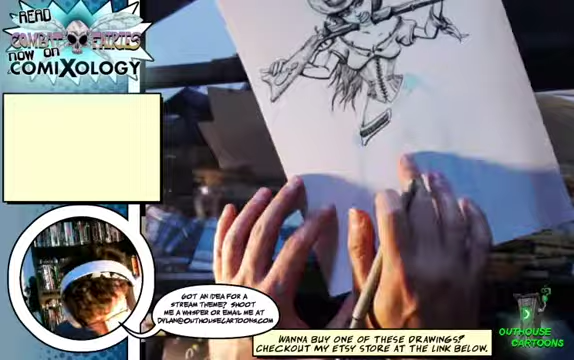 READ
ZOMBIT FAIRIES
NOW ON
COMIXOLOGY
GOT AN IDEA FOR A
STREAM THEME? SHOOT
ME A WHISPER OR EMAIL ME AT
DYLAN@OUTHOUSECARTOONS.COM
WANNA BUY ONE OF THESE DRAWINGS?
CHECKOUT MY ETSY STORE AT THE LINK BELOW.
OUTHOUSE
CARTOONS